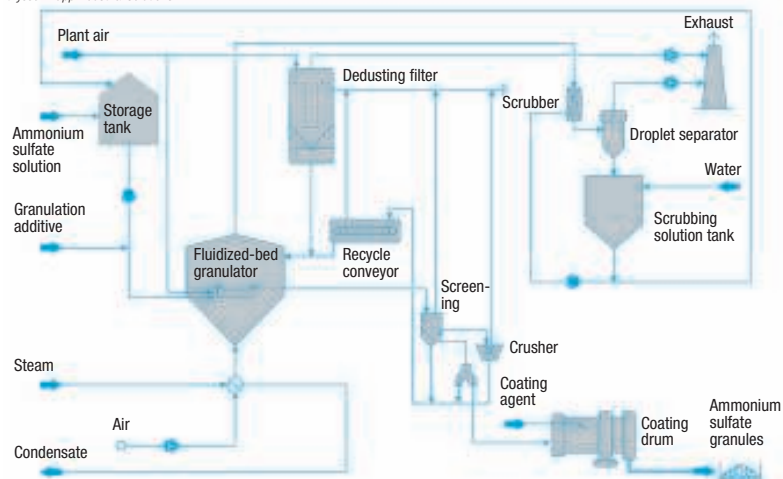 Plant air
Exhaust
Dedusting filter
Storage
tank
Scrubber
Ammonium
sulfate
solution
Droplet separator
Water
Granulation
additive
Scrubbing
solution tank
Fluidized-bed
granulator
Recycle
conveyor
Screen-
ing
Crusher
Steam
Coating
agent
Air
Coating
drum
Ammonium
sulfate
granules
Condensate